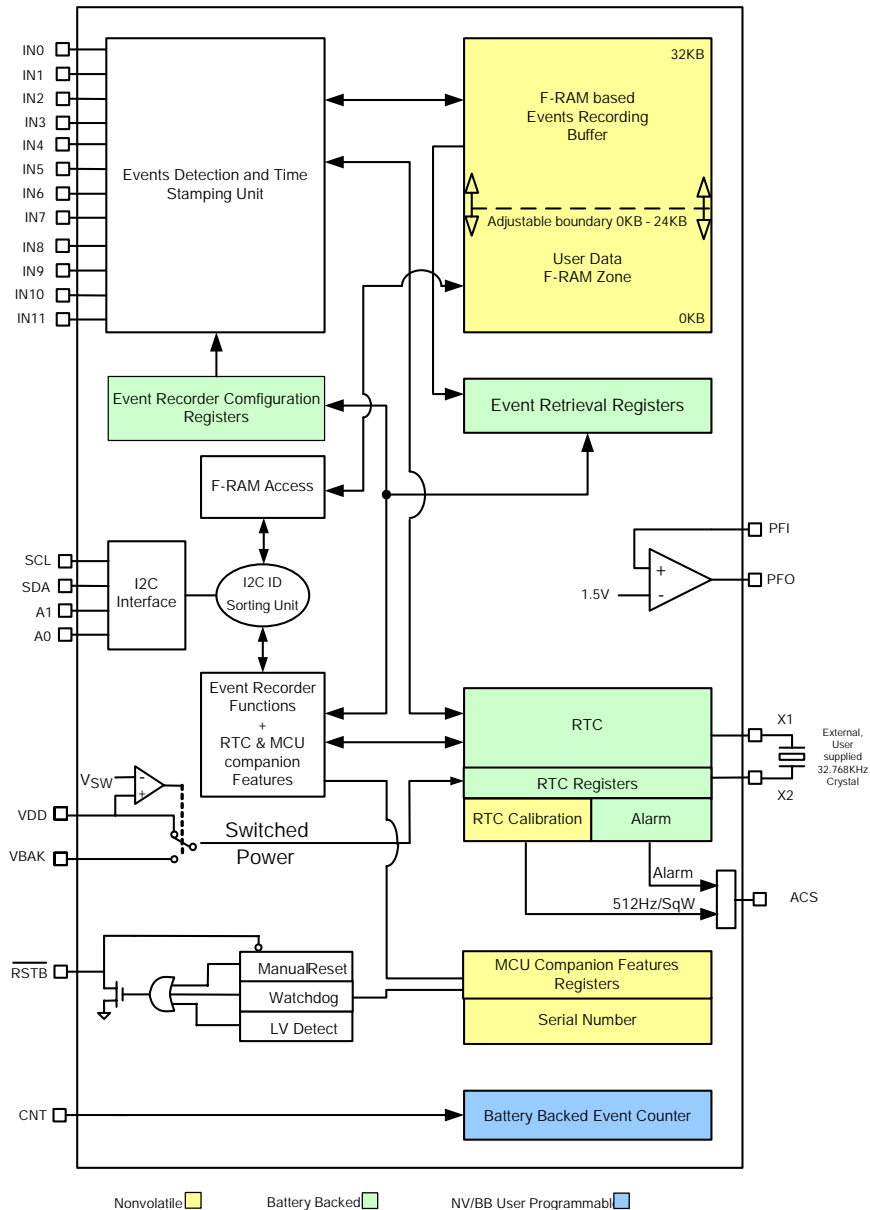 IN0
IN1
IN2
IN3
IN4
IN5
IN6
IN7
IN8
IN9
IN10
IN11
Events Detection and Time
Stamping Unit
32KB
F-RAM based
Events Recording
Buffer
Adjustable boundary 0KB - 24KB
User Data
F-RAM Zone
0KB
Event Recorder Comfiguration
Registers
Event Retrieval Registers
F-RAM Access
SCL
SDA
A1
A0
I2C
Interface
I2C ID
Sorting Unit
PFI
PFO
+
-
1.5V
Event Recorder
Functions
+
RTC & MCU
companion
Features
RTC
RTC Registers
RTC Calibration
Alarm
X1
X2
External,
User
supplied
32.768KHz
Crystal
VSW
-
+
VDD
VBAK
Switched
Power
Alarm
512Hz/SqW
ACS
RSTB
ManualReset
Watchdog
LV Detect
MCU Companion Features
Registers
Serial Number
CNT
Battery Backed Event Counter
Nonvolatile
Battery Backed
NV/BB User Programmabl